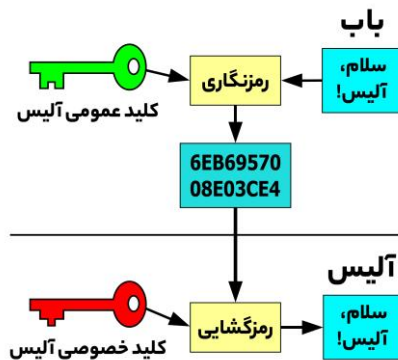 باب
سلام،
آلیس!
رمزنگاری
کلید عمومی آلیس
6EB69570
08E03CE4
آلیس
کلید خصوصی آلیس
رمزگشایی
سلام،
آلیس!